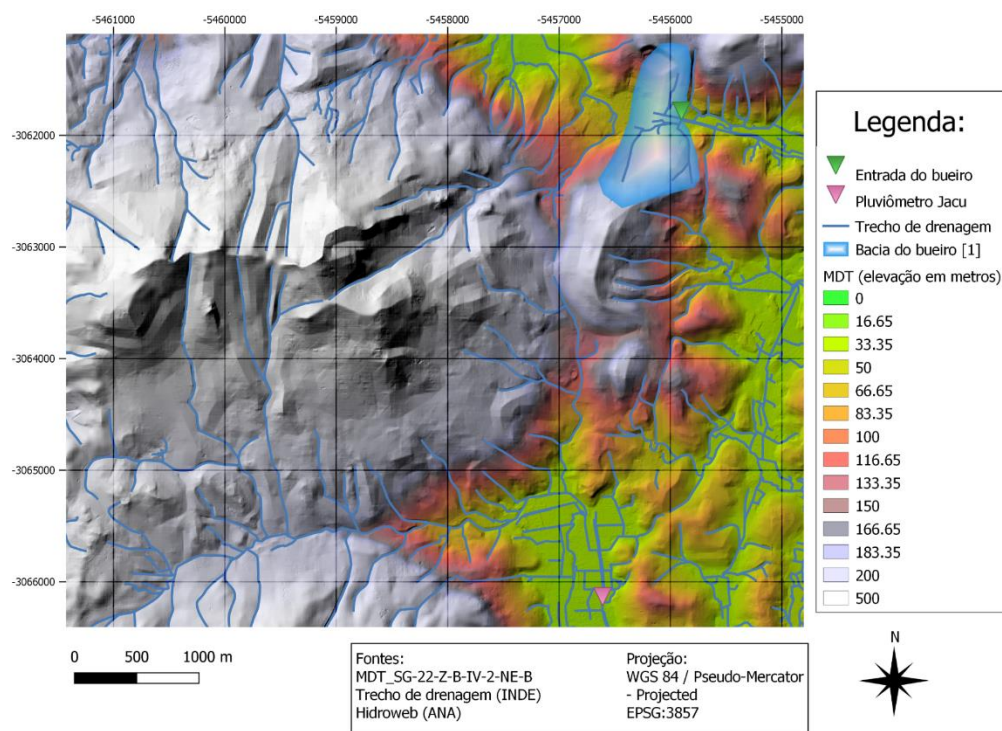 -5461000 -5460000 -5459000 -5458000 -5457000 -5456000 -5455000
-3062000
-3063000
-3064000
-3065000
-3066000
Legenda:
Entrada do bueiro
Pluviômetro Jacu
Trecho de drenagem
Bacia do bueiro [1]
MDT (elevação em metros)
0
16.65
33.35
50
66.65
83.35
100
116.65
133.35
150
166.65
183.35
200
500
0 500 1000 m
Fontes:
MDT_SG-22-Z-B-IV-2-NE-B
Trecho de drenagem (INDE)
Hidroweb (ANA)
Projeção:
WGS 84 / Pseudo-Mercator
- Projected
EPSG:3857
N